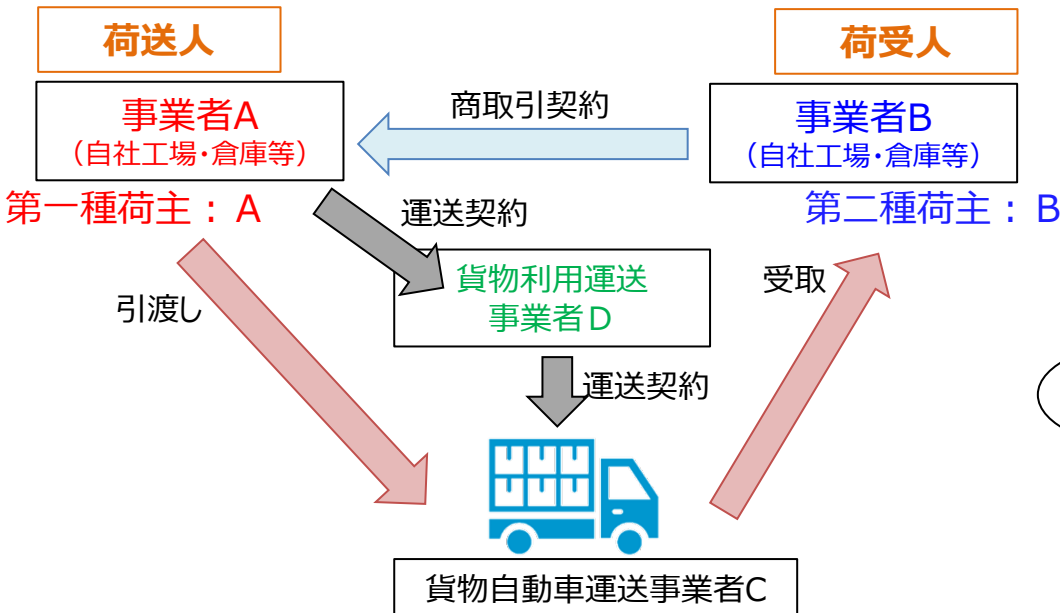 荷送人
荷受人
事業者A
（自社工場・倉庫等）
商取引契約
事業者B
（自社工場・倉庫等）
第一種荷主：A
運送契約
第二種荷主：B
貨物利用運送
事業者D
引渡し
受取
運送契約
貨物自動車運送事業者C